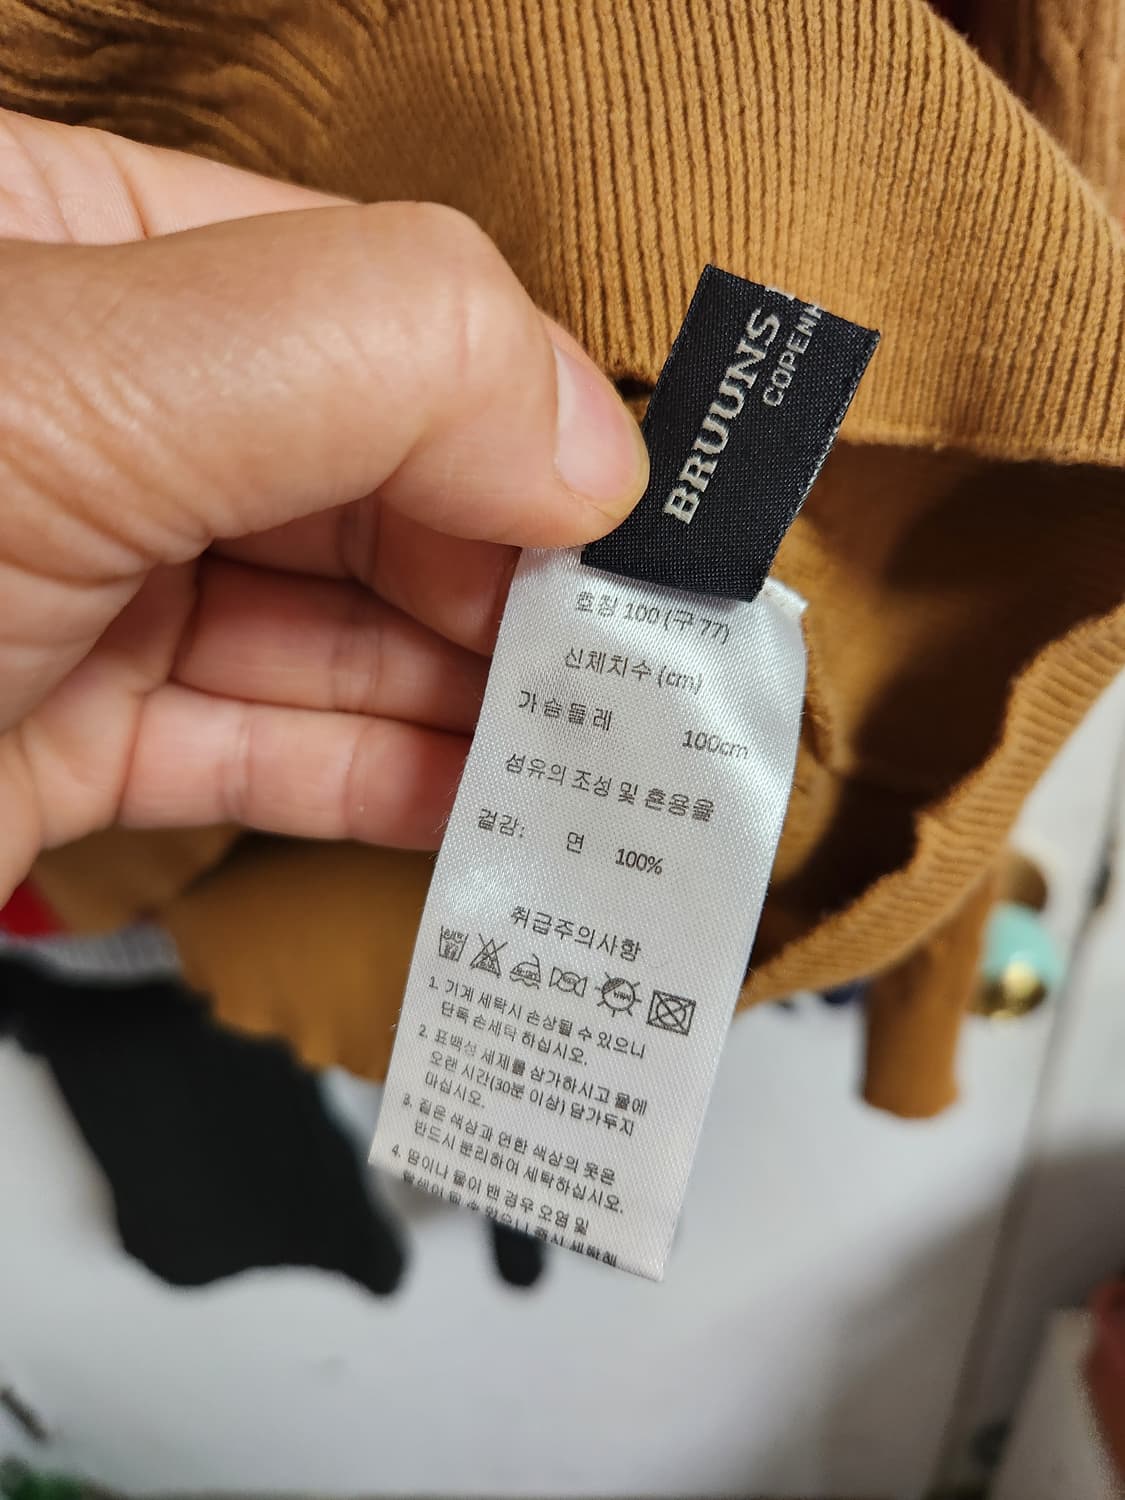 BRUUNS
COPENH
호칭 100 (구 77)
신체치수 (cm)
가슴둘레 100cm
섬유의 조성 및 혼용율
겉감: 면 100%
취급주의사항
1. 기계 세탁시 손상될 수 있으니
단독 손세탁 하십시오.
2. 표백성 세제를 삼가하시고 물에
오랜 시간(30분 이상) 담가두지
마십시오.
3. 짙은 색상과 연한 색상의 옷은
반드시 분리하여 세탁하십시오.
4. 땀이나 물이 밴 경우 오염 및